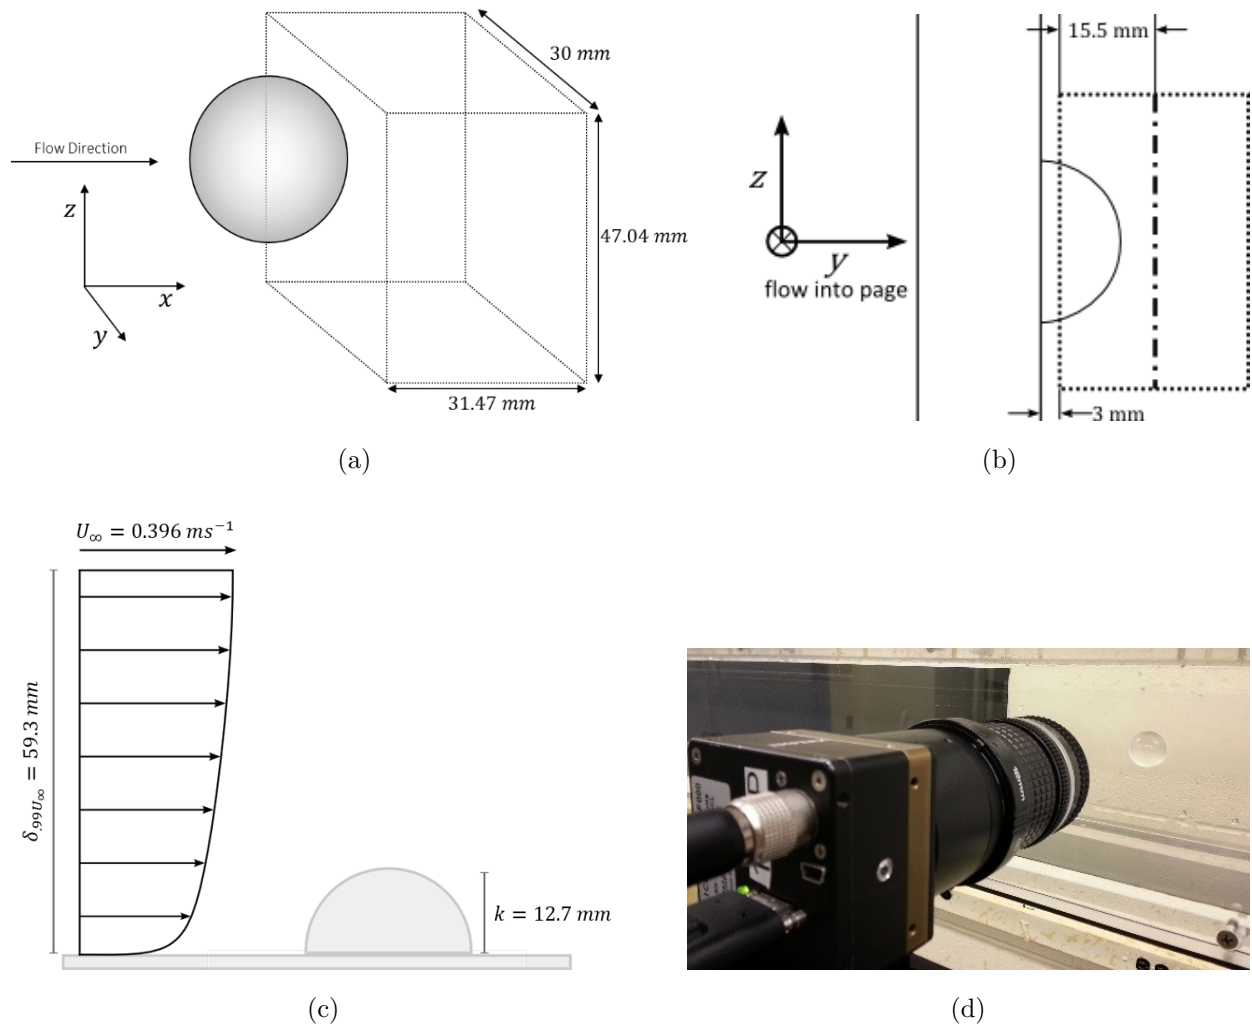 30 mm
Flow Direction
z
x
y
47.04 mm
31.47 mm
(a)
15.5 mm
z
y
flow into page
3 mm
(b)
U∞ = 0.396 ms⁻¹
δ.99U∞ = 59.3 mm
k = 12.7 mm
(c)
(d)